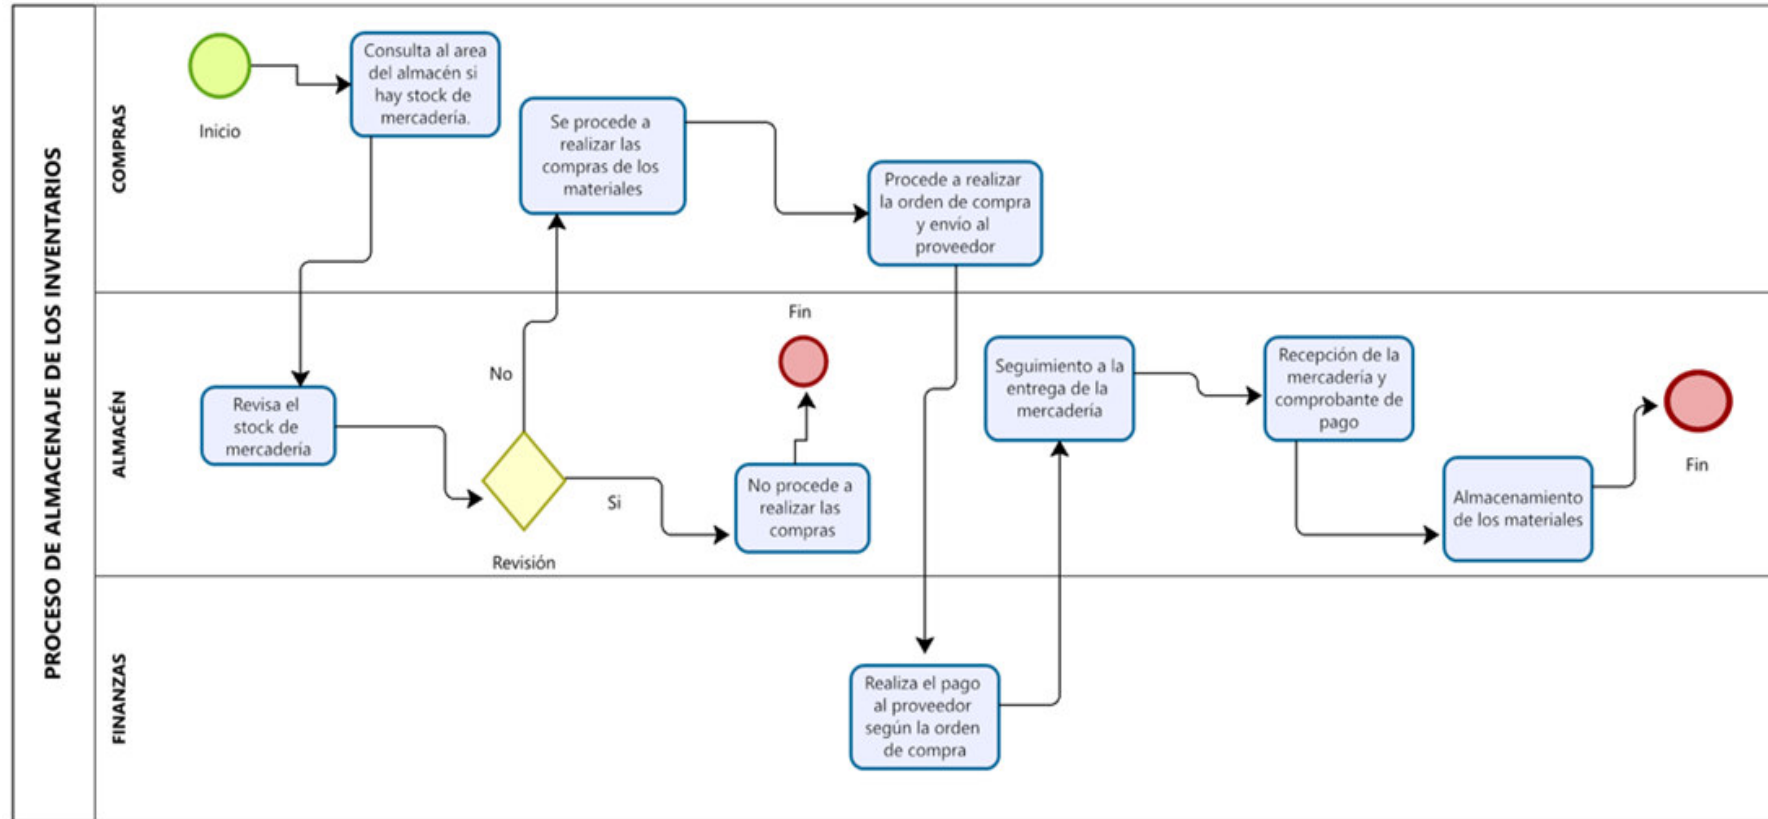 PROCESO DE ALMACENAJE DE LOS INVENTARIOS
COMPRAS
Inicio
Consulta al area
del almacén si
hay stock de
mercadería.
Se procede a
realizar las
compras de los
materiales
Procede a realizar
la orden de compra
y envío al
proveedor
ALMACÉN
Revisa el
stock de
mercadería
No
Si
Revisión
No procede a
realizar las
compras
Fin
Seguimiento a la
entrega de la
mercadería
Recepción de la
mercadería y
comprobante de
pago
Almacenamiento
de los materiales
Fin
FINANZAS
Realiza el pago
al proveedor
según la orden
de compra